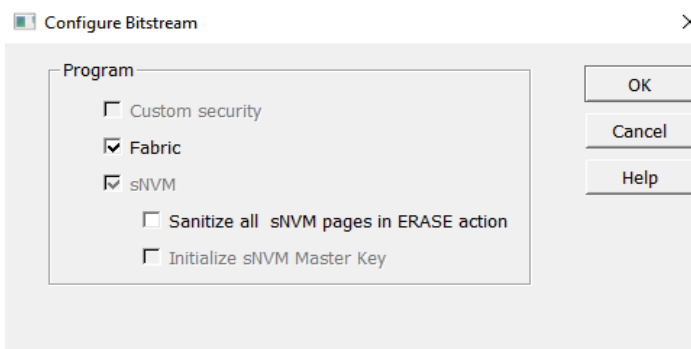 Configure Bitstream
Program
Custom security
Fabric
sNVM
Sanitize all sNVM pages in ERASE action
Initialize sNVM Master Key
OK
Cancel
Help